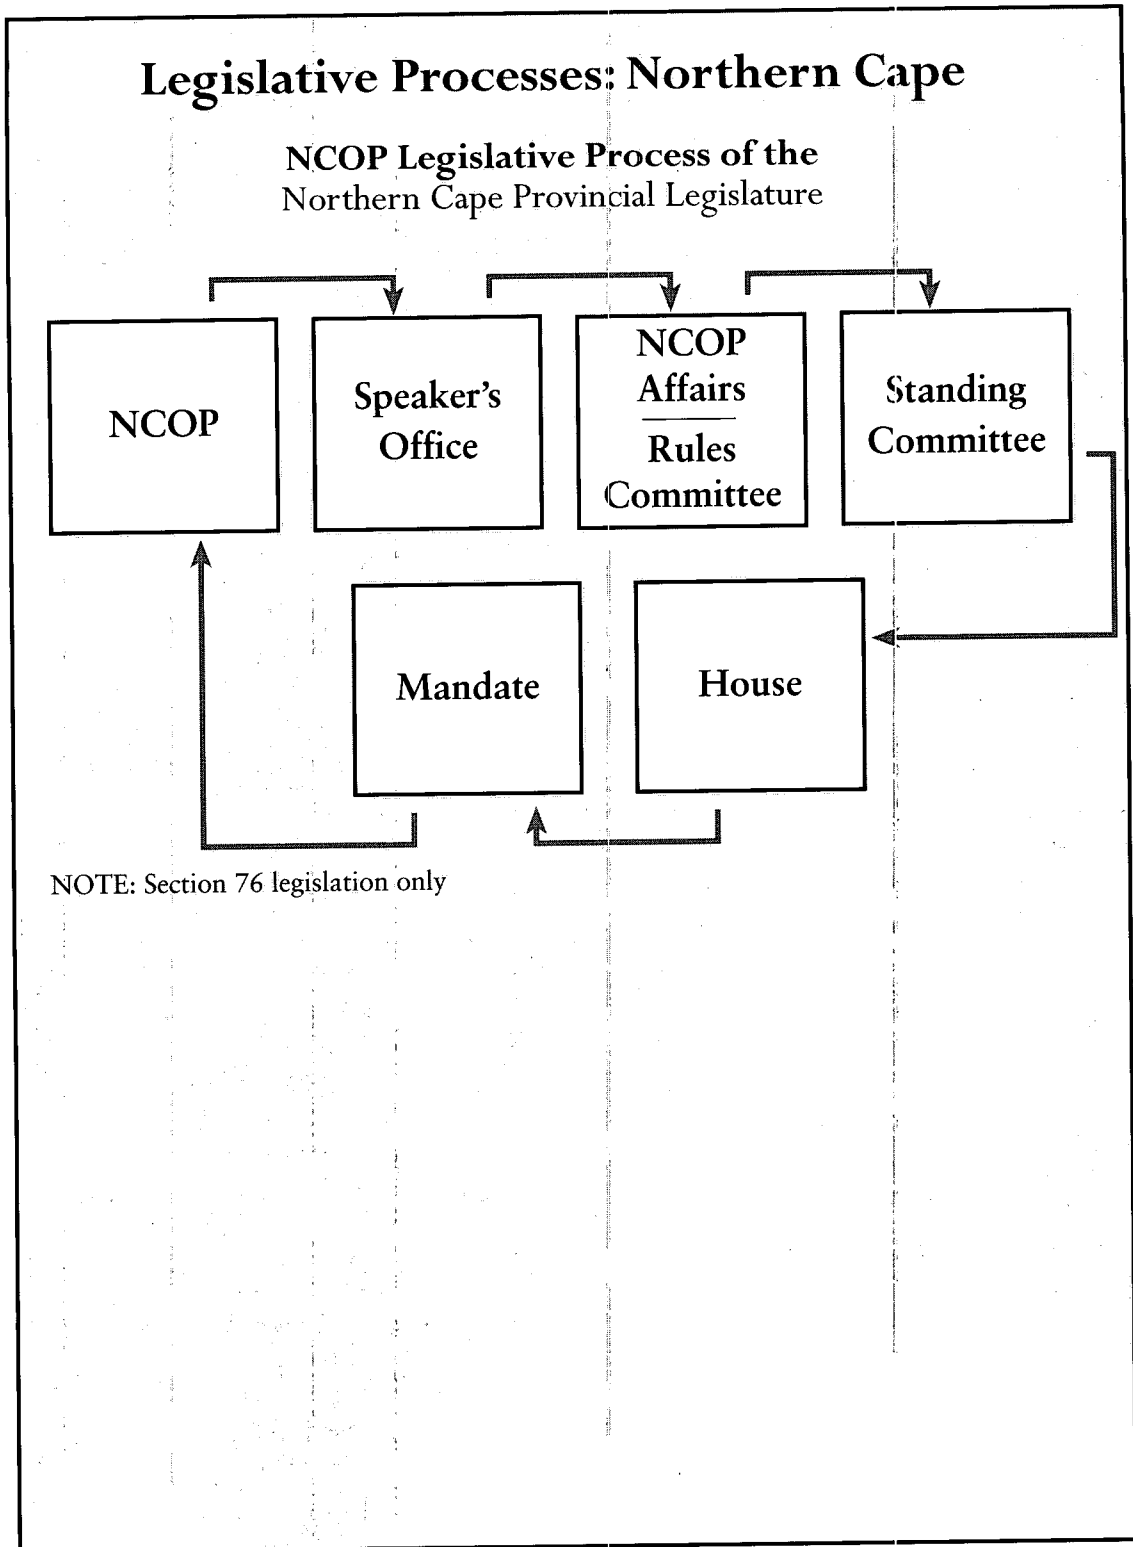 Legislative Processes: Northern Cape
NCOP Legislative Process of the
Northern Cape Provincial Legislature
NCOP
Speaker's
Office
NCOP
Affairs
Rules
Committee
Standing
Committee
Mandate
House
NOTE: Section 76 legislation only